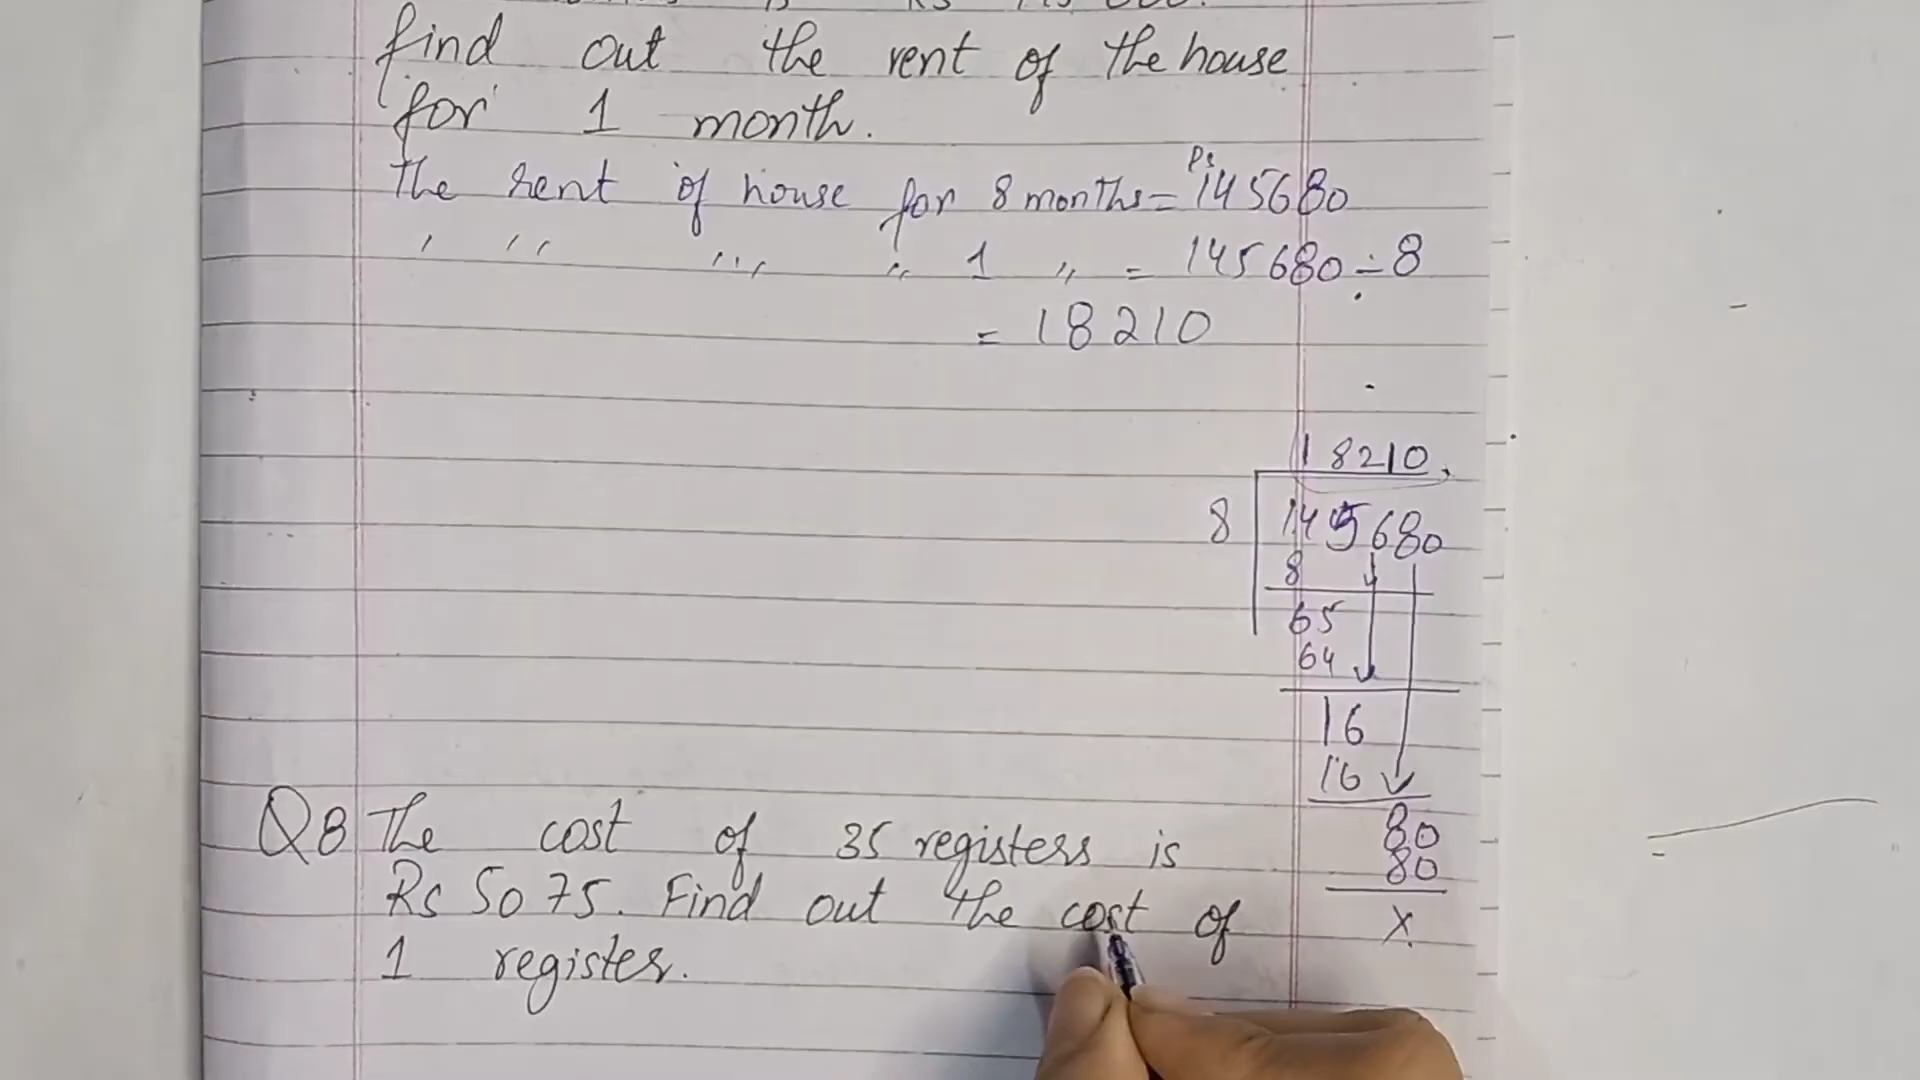 find out the rent of the house
for 1 month.
The rent of house for 8 months = Rs 145680
" " " " 1 " = 145680 ÷ 8
= 18210
18210
8 145680
8
65
64
16
16
80
80
x
Q8 The cost of 35 registers is
Rs 5075. Find out the cost of
1 register.